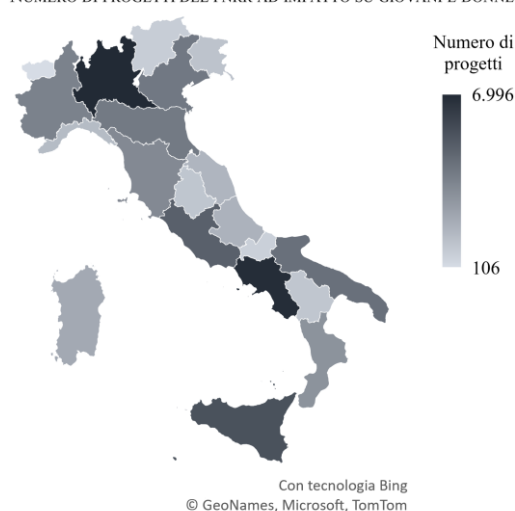 NUMERO DI PROGETTI DEL PNRR AD IMPATTO SU GIOVANI E DONNE
Numero di
progetti
6.996
106
Con tecnologia Bing
© GeoNames, Microsoft, TomTom